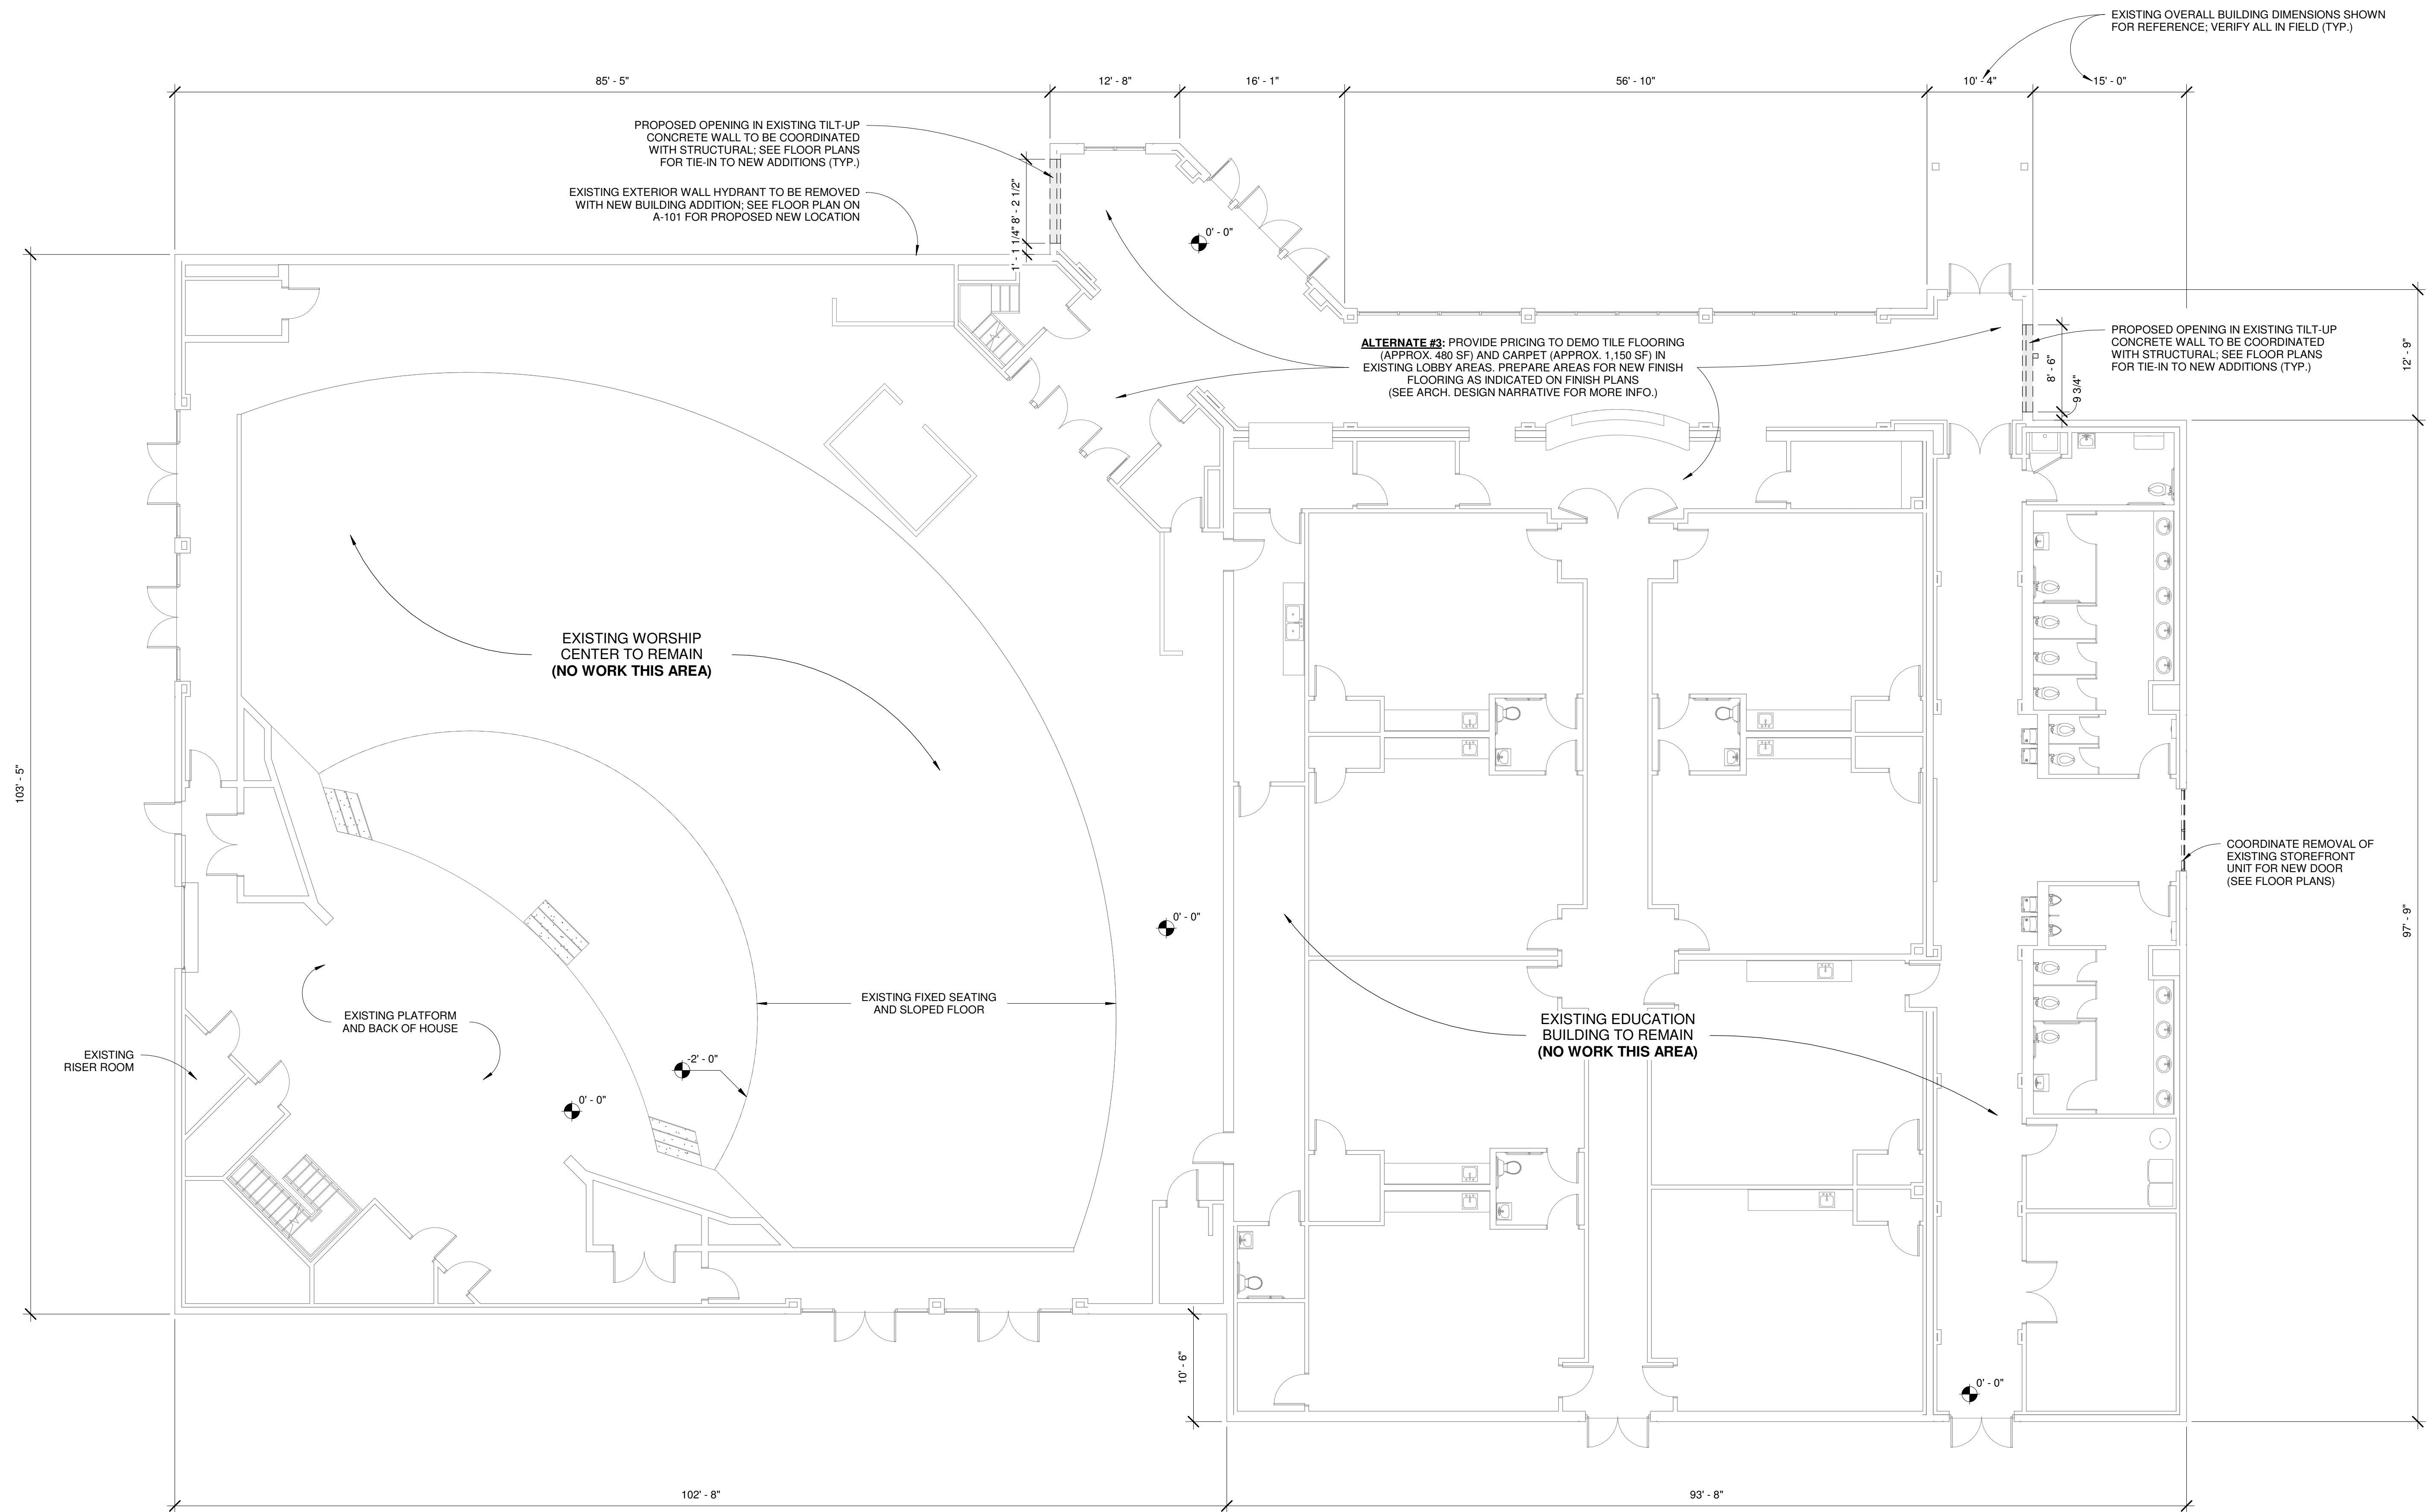 EXISTING OVERALL BUILDING DIMENSIONS SHOWN
FOR REFERENCE; VERIFY ALL IN FIELD (TYP.)
85' - 5"
12' - 8"
16' - 1"
56' - 10"
10' - 4"
15' - 0"
PROPOSED OPENING IN EXISTING TILT-UP
CONCRETE WALL TO BE COORDINATED
WITH STRUCTURAL; SEE FLOOR PLANS
FOR TIE-IN TO NEW ADDITIONS (TYP.)
EXISTING EXTERIOR WALL HYDRANT TO BE REMOVED
WITH NEW BUILDING ADDITION; SEE FLOOR PLAN ON
A-101 FOR PROPOSED NEW LOCATION
8' - 2 1/2"
1' - 1 1/4"
0' - 0"
ALTERNATE #3: PROVIDE PRICING TO DEMO TILE FLOORING
(APPROX. 480 SF) AND CARPET (APPROX. 1,150 SF) IN
EXISTING LOBBY AREAS. PREPARE AREAS FOR NEW FINISH
FLOORING AS INDICATED ON FINISH PLANS
(SEE ARCH. DESIGN NARRATIVE FOR MORE INFO.)
PROPOSED OPENING IN EXISTING TILT-UP
CONCRETE WALL TO BE COORDINATED
WITH STRUCTURAL; SEE FLOOR PLANS
FOR TIE-IN TO NEW ADDITIONS (TYP.)
8' - 6"
9 3/4"
12' - 9"
EXISTING WORSHIP
CENTER TO REMAIN
(NO WORK THIS AREA)
103' - 5"
COORDINATE REMOVAL OF
EXISTING STOREFRONT
UNIT FOR NEW DOOR
(SEE FLOOR PLANS)
97' - 9"
0' - 0"
EXISTING FIXED SEATING
AND SLOPED FLOOR
EXISTING PLATFORM
AND BACK OF HOUSE
EXISTING EDUCATION
BUILDING TO REMAIN
(NO WORK THIS AREA)
EXISTING
RISER ROOM
-2' - 0"
0' - 0"
10' - 6"
0' - 0"
102' - 8"
93' - 8"